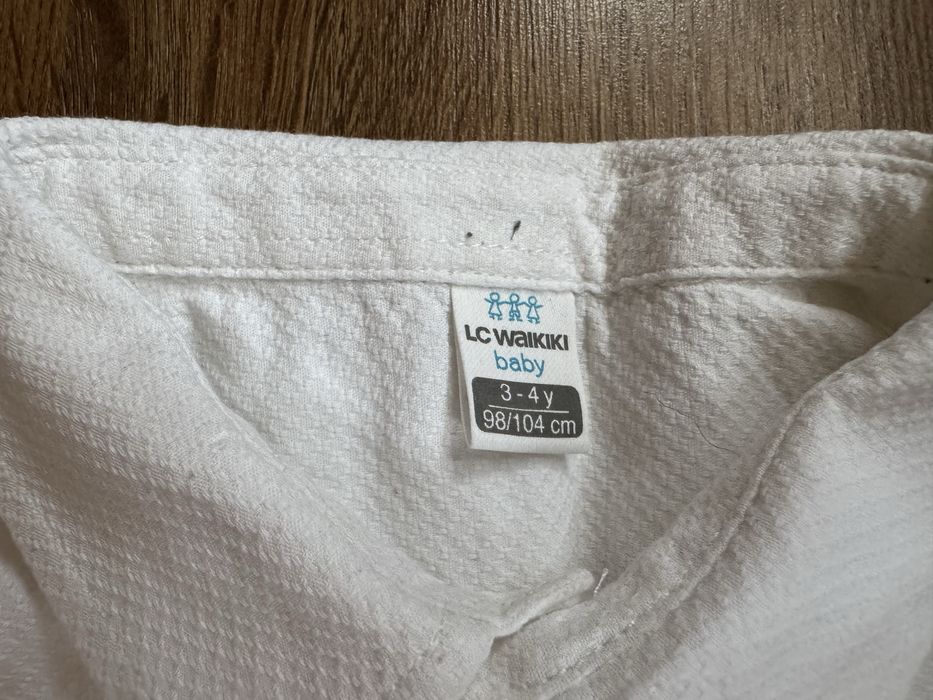 LC WAIKIKI
baby
3 - 4 y
98/104 cm